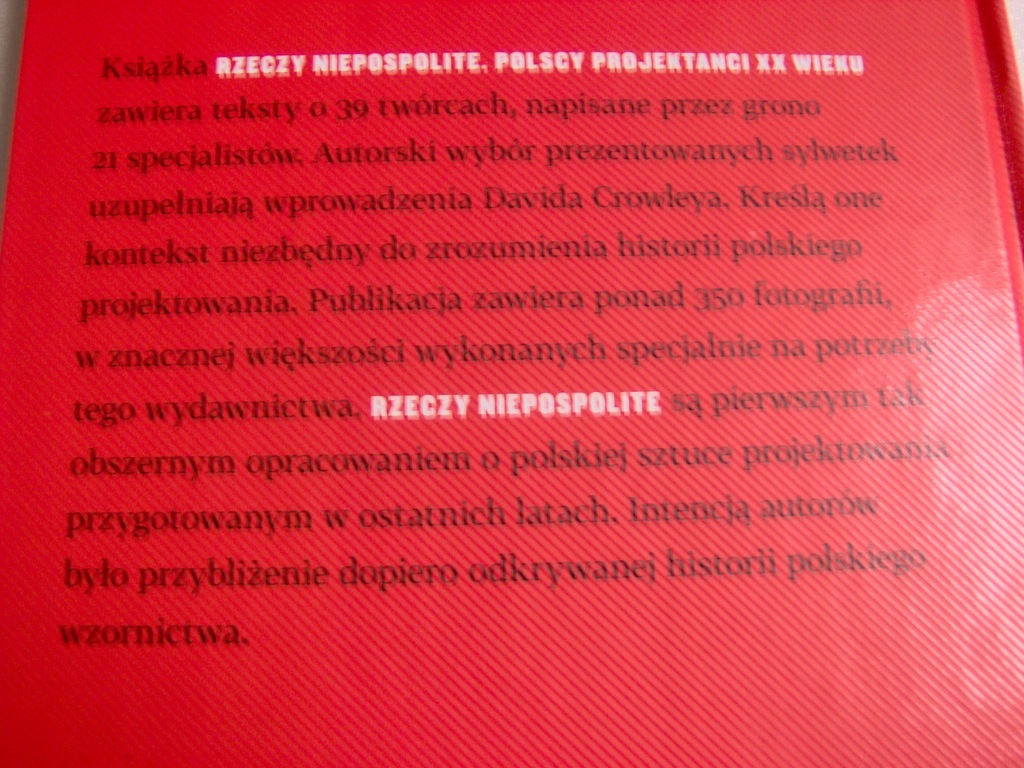 Książka RZECZY NIEPOSPOLITE. POLSCY PROJEKTANCI XX WIEKU
zawiera teksty o 39 twórcach, napisane przez grono
21 specjalistów. Autorski wybór prezentowanych sylwetek
uzupełniają wprowadzenia Davida Crowleya. Kreślą one
kontekst niezbędny do zrozumienia historii polskiego
projektowania. Publikacja zawiera ponad 350 fotografii,
w znacznej większości wykonanych specjalnie na potrzeby
tego wydawnictwa. RZECZY NIEPOSPOLITE są pierwszym tak
obszernym opracowaniem o polskiej sztuce projektowania
przygotowanym w ostatnich latach. Intencją autorów
było przybliżenie dopiero odkrywanej historii polskiego
wzornictwa.